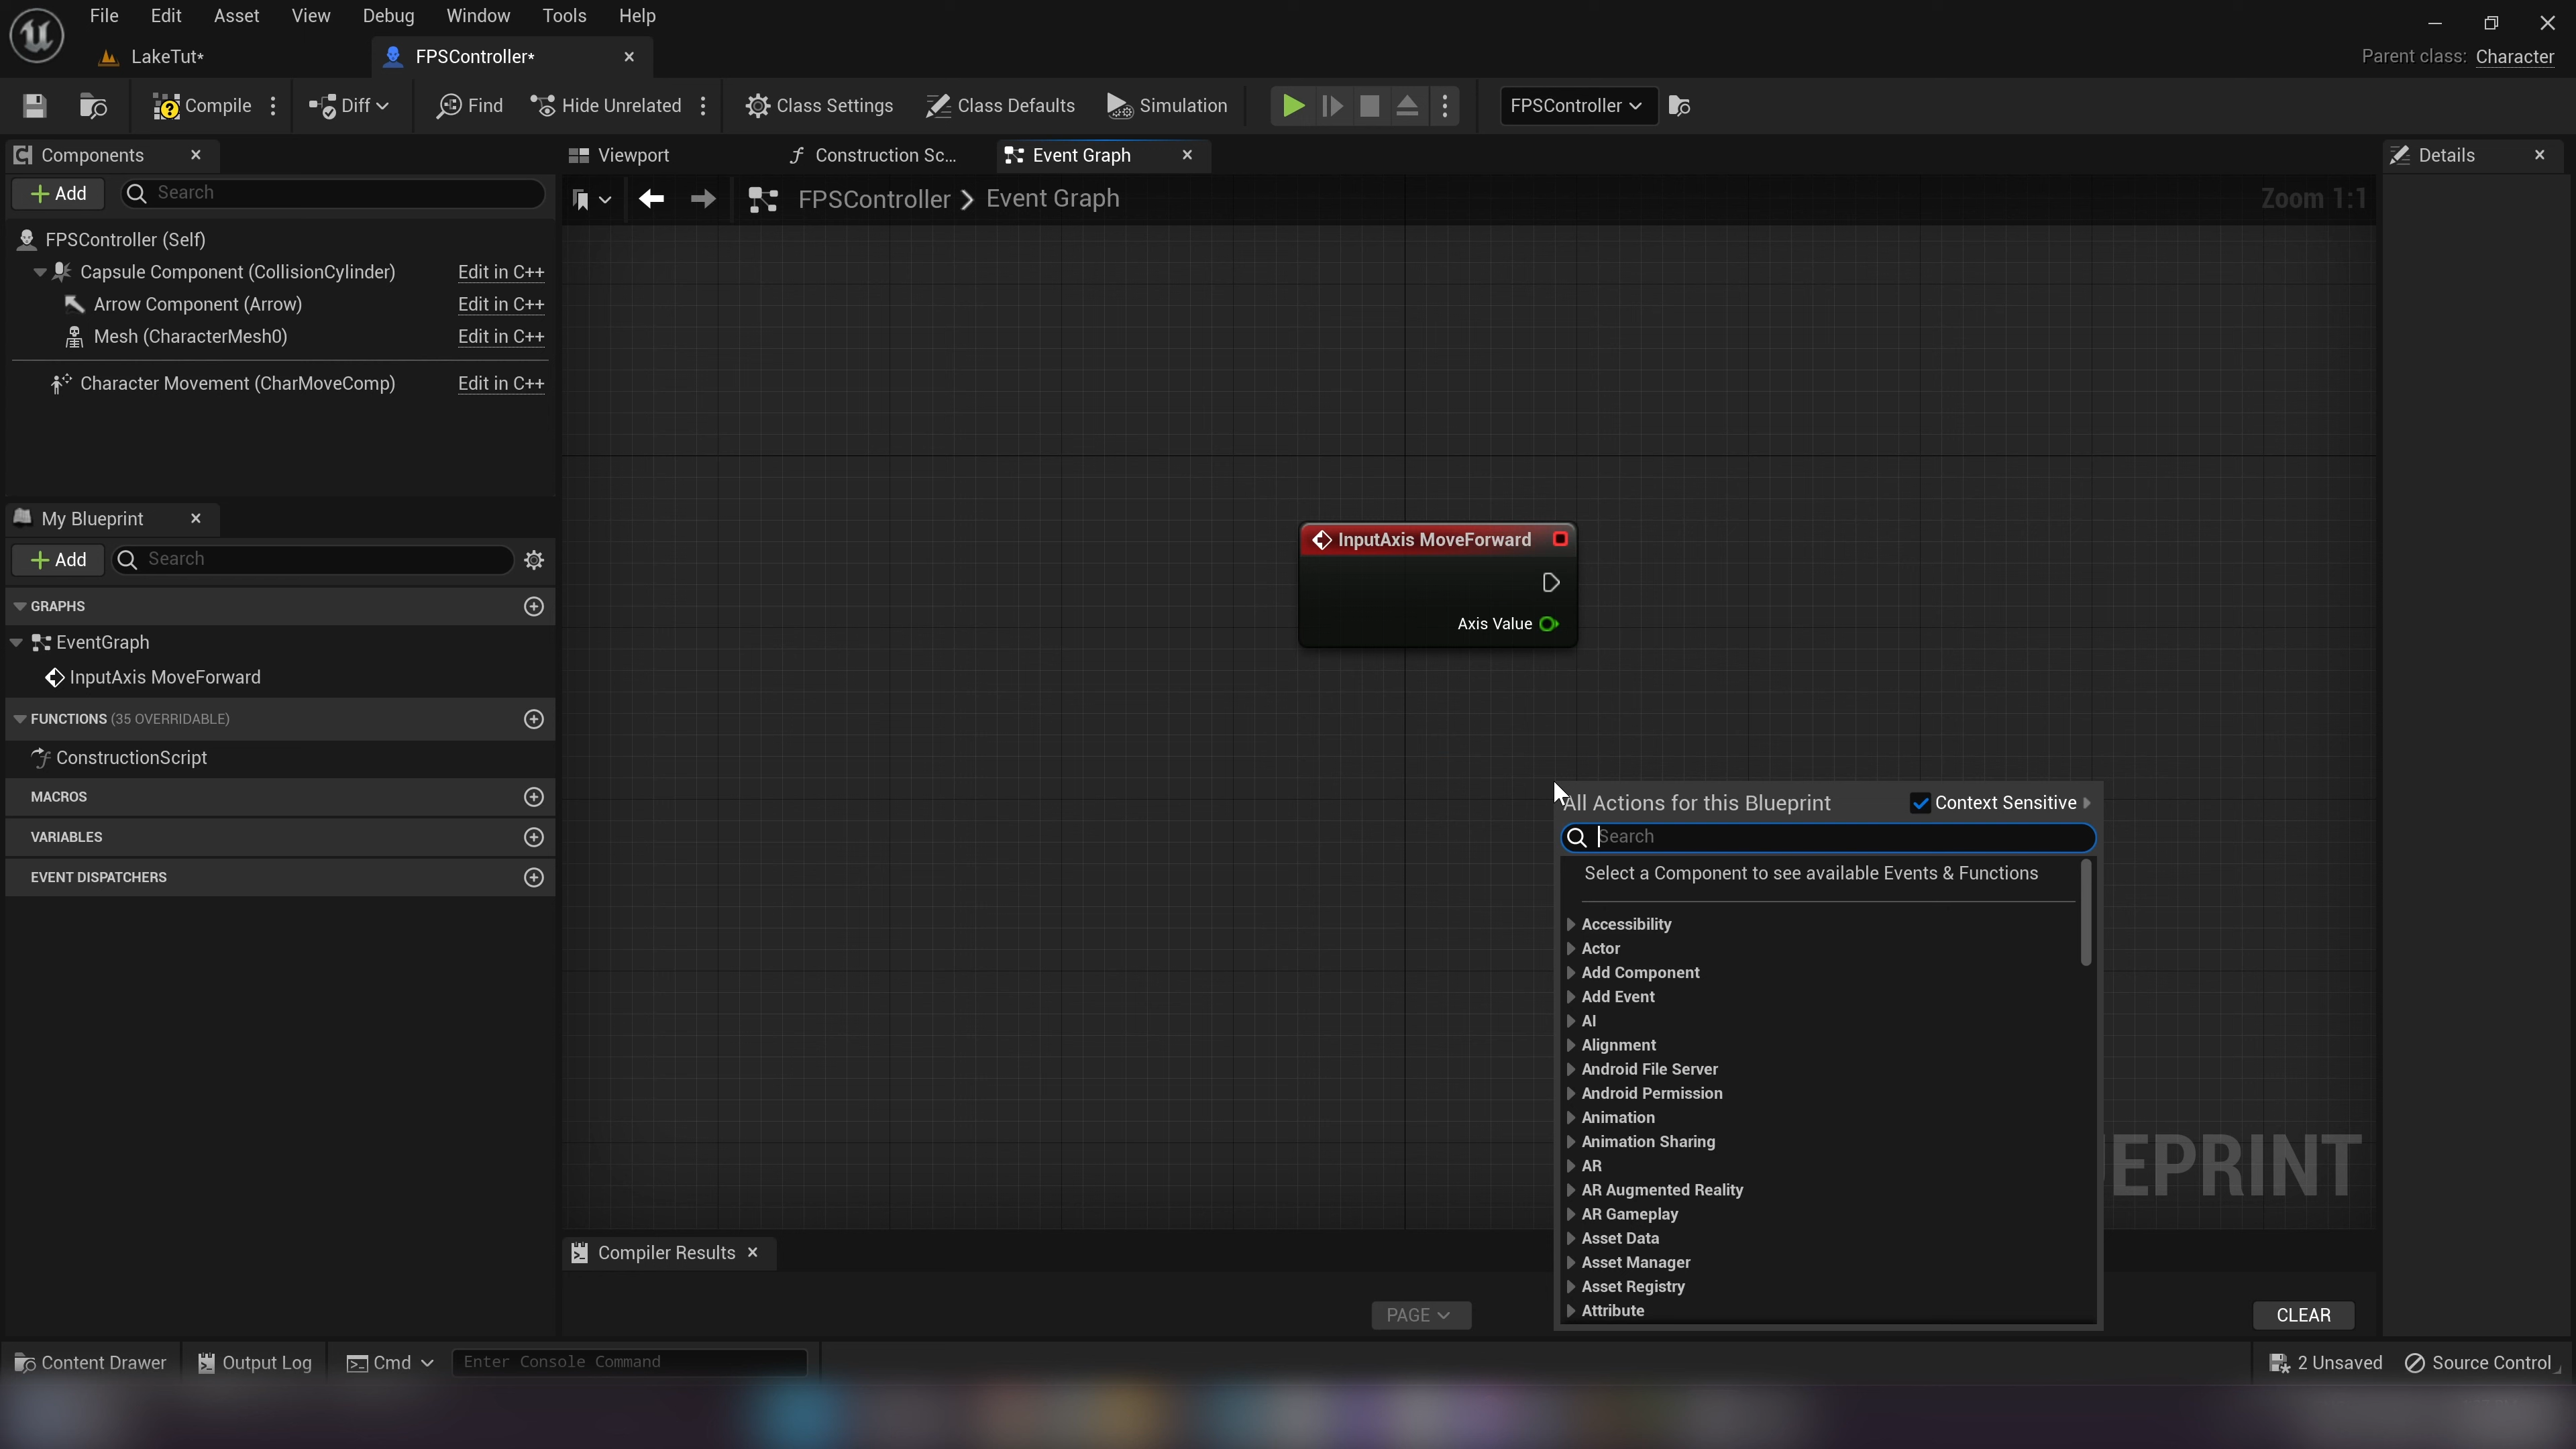 File Edit Asset View Debug Window Tools Help
LakeTut* FPSController*
Parent class: Character
Compile Diff Find Hide Unrelated Class Settings Class Defaults Simulation FPSController
Components
Add Search
FPSController (Self)
Capsule Component (CollisionCylinder) Edit in C++
Arrow Component (Arrow) Edit in C++
Mesh (CharacterMesh0) Edit in C++
Character Movement (CharMoveComp) Edit in C++
My Blueprint
Add Search
GRAPHS
EventGraph
InputAxis MoveForward
FUNCTIONS (35 OVERRIDABLE)
ConstructionScript
MACROS
VARIABLES
EVENT DISPATCHERS
Viewport Construction Sc... Event Graph
FPSController > Event Graph
Zoom 1:1
InputAxis MoveForward
Axis Value
All Actions for this Blueprint Context Sensitive
Search
Select a Component to see available Events & Functions
Accessibility
Actor
Add Component
Add Event
AI
Alignment
Android File Server
Android Permission
Animation
Animation Sharing
AR
AR Augmented Reality
AR Gameplay
Asset Data
Asset Manager
Asset Registry
Attribute
EPRINT
Compiler Results
PAGE
CLEAR
Details
Content Drawer Output Log Cmd Enter Console Command
2 Unsaved Source Control